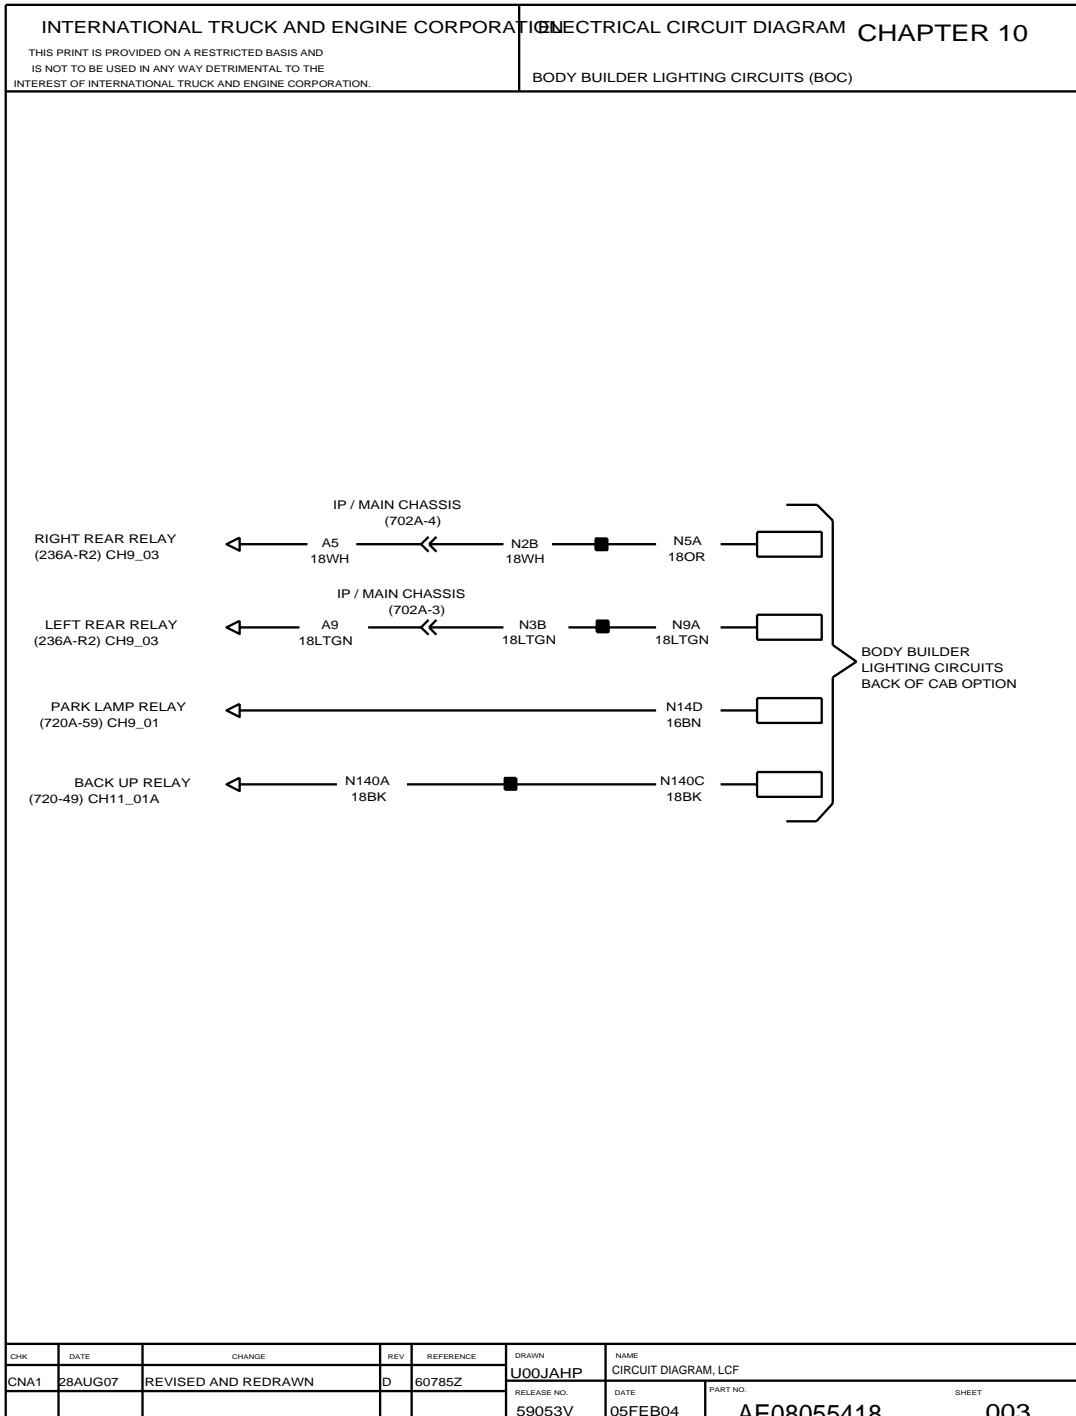 INTERNATIONAL TRUCK AND ENGINE CORPORATION
THIS PRINT IS PROVIDED ON A RESTRICTED BASIS AND
IS NOT TO BE USED IN ANY WAY DETRIMENTAL TO THE
INTEREST OF INTERNATIONAL TRUCK AND ENGINE CORPORATION.
ELECTRICAL CIRCUIT DIAGRAM
CHAPTER 10
BODY BUILDER LIGHTING CIRCUITS (BOC)
IP / MAIN CHASSIS
(702A-4)
RIGHT REAR RELAY
(236A-R2) CH9_03
A5
18WH
N2B
18WH
N5A
18OR
IP / MAIN CHASSIS
(702A-3)
LEFT REAR RELAY
(236A-R2) CH9_03
A9
18LTGN
N3B
18LTGN
N9A
18LTGN
BODY BUILDER
LIGHTING CIRCUITS
BACK OF CAB OPTION
PARK LAMP RELAY
(720A-59) CH9_01
N14D
16BN
BACK UP RELAY
(720-49) CH11_01A
N140A
18BK
N140C
18BK
CHK DATE CHANGE REV REFERENCE
CNA1 28AUG07 REVISED AND REDRAWN D 60785Z
DRAWN
U00JAHP
NAME
CIRCUIT DIAGRAM, LCF
RELEASE NO.
59053V
DATE
05FEB04
PART NO.
AE08055418
SHEET
003